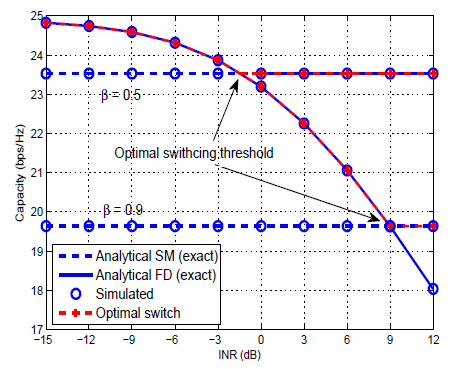 25
24
23
22
21
20
19
18
17
Capacity (bps/Hz)
β = 0.5
Optimal swithcing threshold
β = 0.9
Analytical SM (exact)
Analytical FD (exact)
Simulated
Optimal switch
−15 −12 −9 −6 −3 0 3 6 9 12
INR (dB)